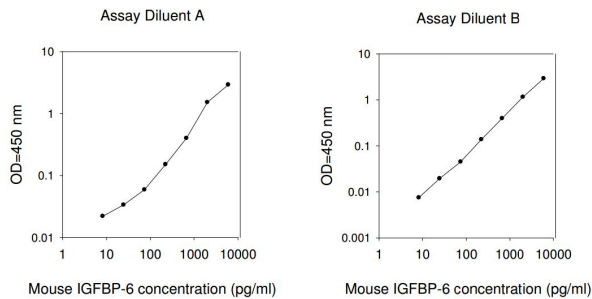 Assay Diluent A
10
1
0.1
0.01
OD=450 nm
1 10 100 1000 10000
Mouse IGFBP-6 concentration (pg/ml)
Assay Diluent B
10
1
0.1
0.01
0.001
OD=450 nm
1 10 100 1000 10000
Mouse IGFBP-6 concentration (pg/ml)